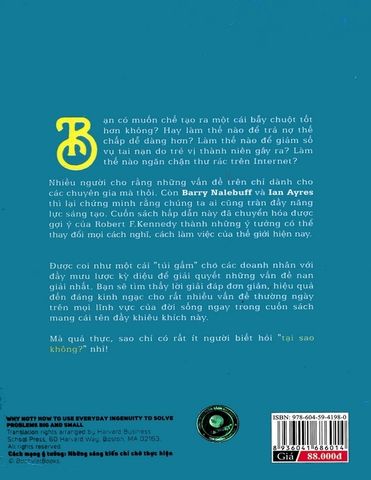 Bạn có muốn chế tạo ra một cái bẫy chuột tốt
hơn không? Hay làm thế nào để trả nợ thế
chấp dễ dàng hơn? Làm thế nào để giảm số
vụ tai nạn do trẻ vị thành niên gây ra? Làm
thế nào ngăn chặn thư rác trên Internet?
Nhiều người cho rằng những vấn đề trên chỉ dành cho
các chuyên gia mà thôi. Còn Barry Nalebuff và Ian Ayres
thì lại chứng minh rằng chúng ta ai cũng tràn đầy năng
lực sáng tạo. Cuốn sách hấp dẫn này đã chuyển hóa được
gợi ý của Robert F.Kennedy thành những ý tưởng có thể
thay đổi mọi cách nghĩ, cách làm việc của thế giới hiện nay.
Được coi như một cái "túi gấm" cho các doanh nhân với
đầy mưu lược kỳ diệu để giải quyết những vấn đề nan
giải nhất. Bạn sẽ tìm thấy lời giải đáp đơn giản, hiệu quả
đến đáng kinh ngạc cho rất nhiều vấn đề thường ngày
trên mọi lĩnh vực của đời sống ngay trong cuốn sách
mang cái tên đầy khiêu khích này.
Mà quả thực, sao chỉ có rất ít người biết hỏi "tại sao
không?" nhỉ!
WHY NOT? HOW TO USE EVERYDAY INGENUITY TO SOLVE
PROBLEMS BIG AND SMALL
Translation rights arranged by Harvard Business
School Press, 60 Harvard Way, Boston, MA 02163.
All rights reserved.
Cách mạng ý tưởng: Những sáng kiến chỉ chờ thực hiện
© BachvietBooks.
ISBN: 978-604-59-4198-0
8 936041 686014
Giá 88.000đ